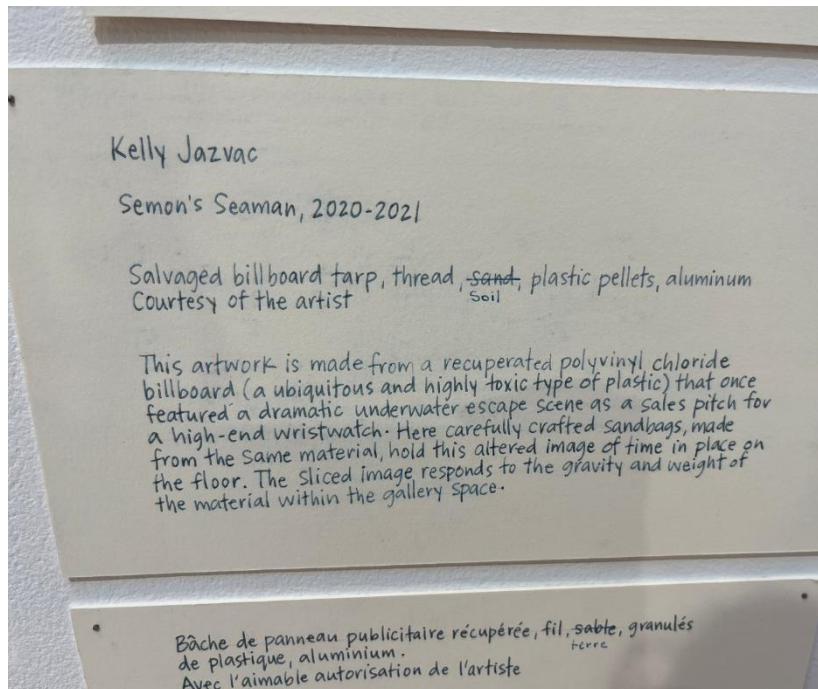 Kelly Jazvac
Semon's Seaman, 2020-2021
Salvaged billboard tarp, thread, sand, plastic pellets, aluminum
Soil
Courtesy of the artist
This artwork is made from a recuperated polyvinyl chloride
billboard (a ubiquitous and highly toxic type of plastic) that once
featured a dramatic underwater escape scene as a sales pitch for
a high-end wristwatch. Here carefully crafted sandbags, made
from the same material, hold this altered image of time in place on
the floor. The sliced image responds to the gravity and weight of
the material within the gallery space.
Bâche de panneau publicitaire récupérée, fil, sable, granulés
terre
de plastique, aluminium.
Avec l'aimable autorisation de l'artiste